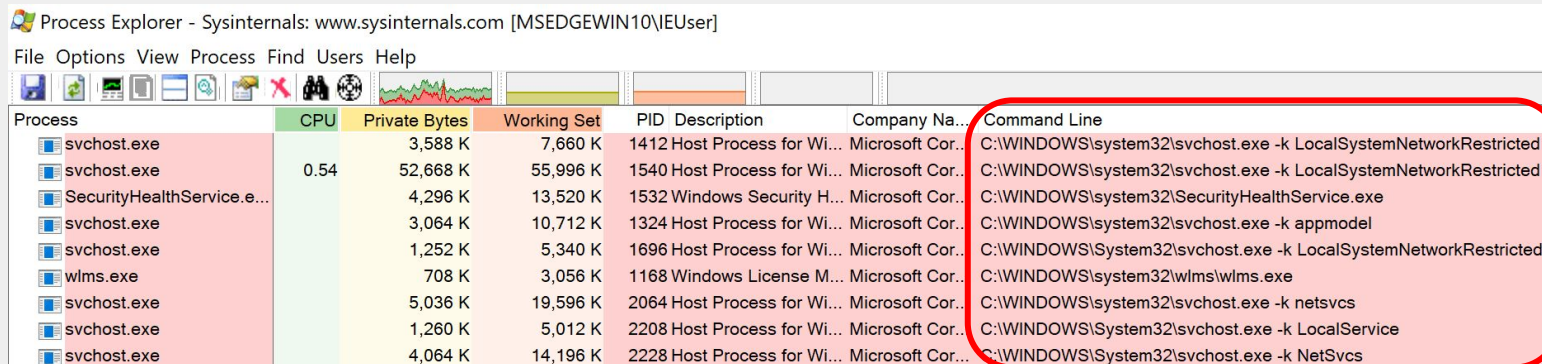 Process Explorer - Sysinternals: www.sysinternals.com [MSEDGEWIN10\IEUser]
File Options View Process Find Users Help
Process CPU Private Bytes Working Set PID Description Company Na... Command Line
svchost.exe 3,588 K 7,660 K 1412 Host Process for Wi... Microsoft Cor... C:\WINDOWS\system32\svchost.exe -k LocalSystemNetworkRestricted
svchost.exe 0.54 52,668 K 55,996 K 1540 Host Process for Wi... Microsoft Cor... C:\WINDOWS\system32\svchost.exe -k LocalSystemNetworkRestricted
SecurityHealthService.e... 4,296 K 13,520 K 1532 Windows Security H... Microsoft Cor... C:\WINDOWS\system32\SecurityHealthService.exe
svchost.exe 3,064 K 10,712 K 1324 Host Process for Wi... Microsoft Cor... C:\WINDOWS\system32\svchost.exe -k appmodel
svchost.exe 1,252 K 5,340 K 1696 Host Process for Wi... Microsoft Cor... C:\WINDOWS\System32\svchost.exe -k LocalSystemNetworkRestricted
wlms.exe 708 K 3,056 K 1168 Windows License M... Microsoft Cor... C:\WINDOWS\system32\wlms\wlms.exe
svchost.exe 5,036 K 19,596 K 2064 Host Process for Wi... Microsoft Cor... C:\WINDOWS\system32\svchost.exe -k netsvcs
svchost.exe 1,260 K 5,012 K 2208 Host Process for Wi... Microsoft Cor... C:\WINDOWS\System32\svchost.exe -k LocalService
svchost.exe 4,064 K 14,196 K 2228 Host Process for Wi... Microsoft Cor... C:\WINDOWS\System32\svchost.exe -k NetSvcs